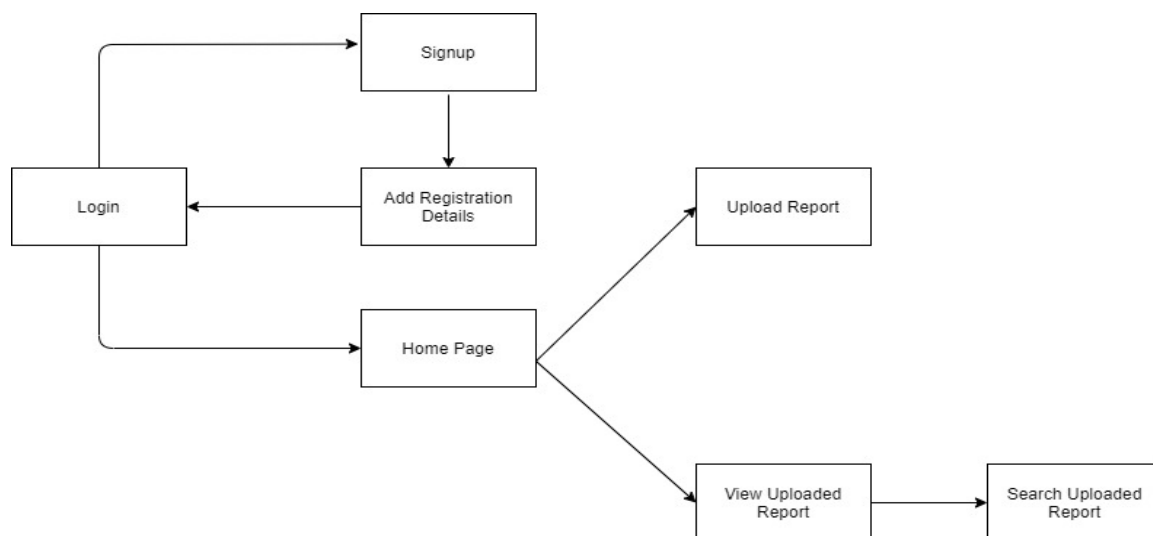 Signup
Login
Add Registration
Details
Upload Report
Home Page
View Uploaded
Report
Search Uploaded
Report